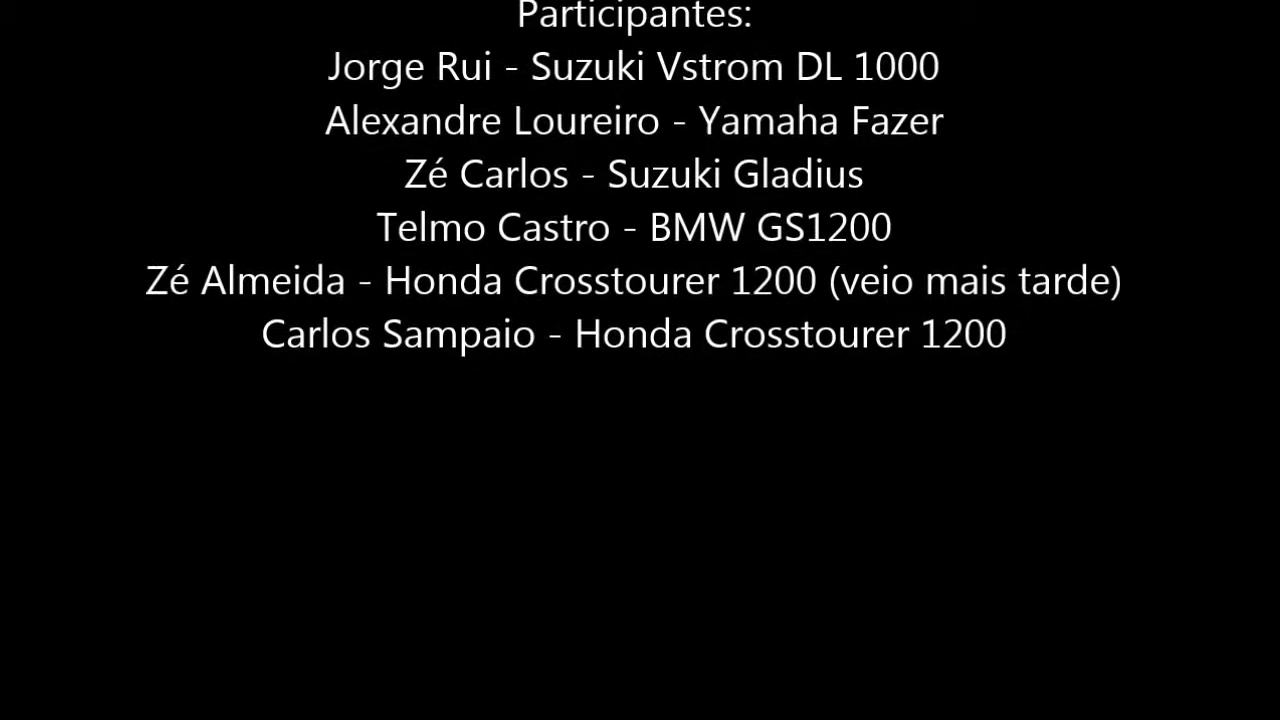 Participantes:
Jorge Rui - Suzuki Vstrom DL 1000
Alexandre Loureiro - Yamaha Fazer
Zé Carlos - Suzuki Gladius
Telmo Castro - BMW GS1200
Zé Almeida - Honda Crosstourer 1200 (veio mais tarde)
Carlos Sampaio - Honda Crosstourer 1200